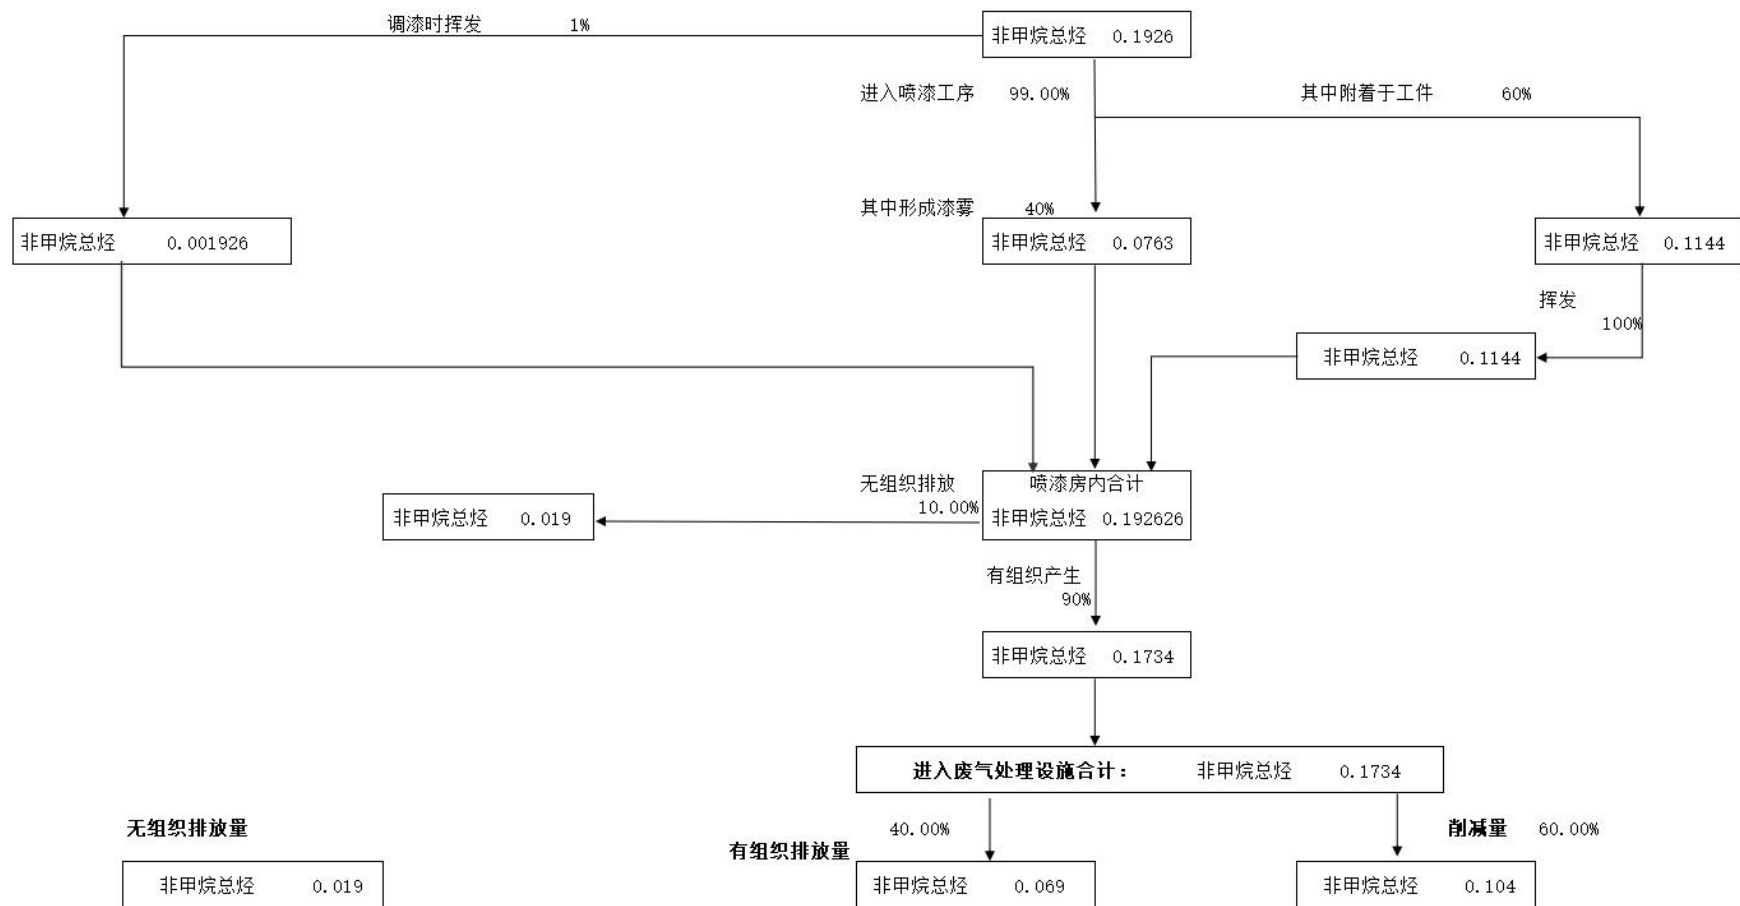 调漆时挥发 1%
非甲烷总烃 0.1926
进入喷漆工序 99.00%
其中附着于工件 60%
其中形成漆雾 40%
非甲烷总烃 0.001926
非甲烷总烃 0.0763
非甲烷总烃 0.1144
挥发
100%
非甲烷总烃 0.1144
无组织排放
10.00%
喷漆房内合计
非甲烷总烃 0.192626
非甲烷总烃 0.019
有组织产生
90%
非甲烷总烃 0.1734
进入废气处理设施合计： 非甲烷总烃 0.1734
无组织排放量
40.00%
削减量 60.00%
有组织排放量
非甲烷总烃 0.019
非甲烷总烃 0.069
非甲烷总烃 0.104